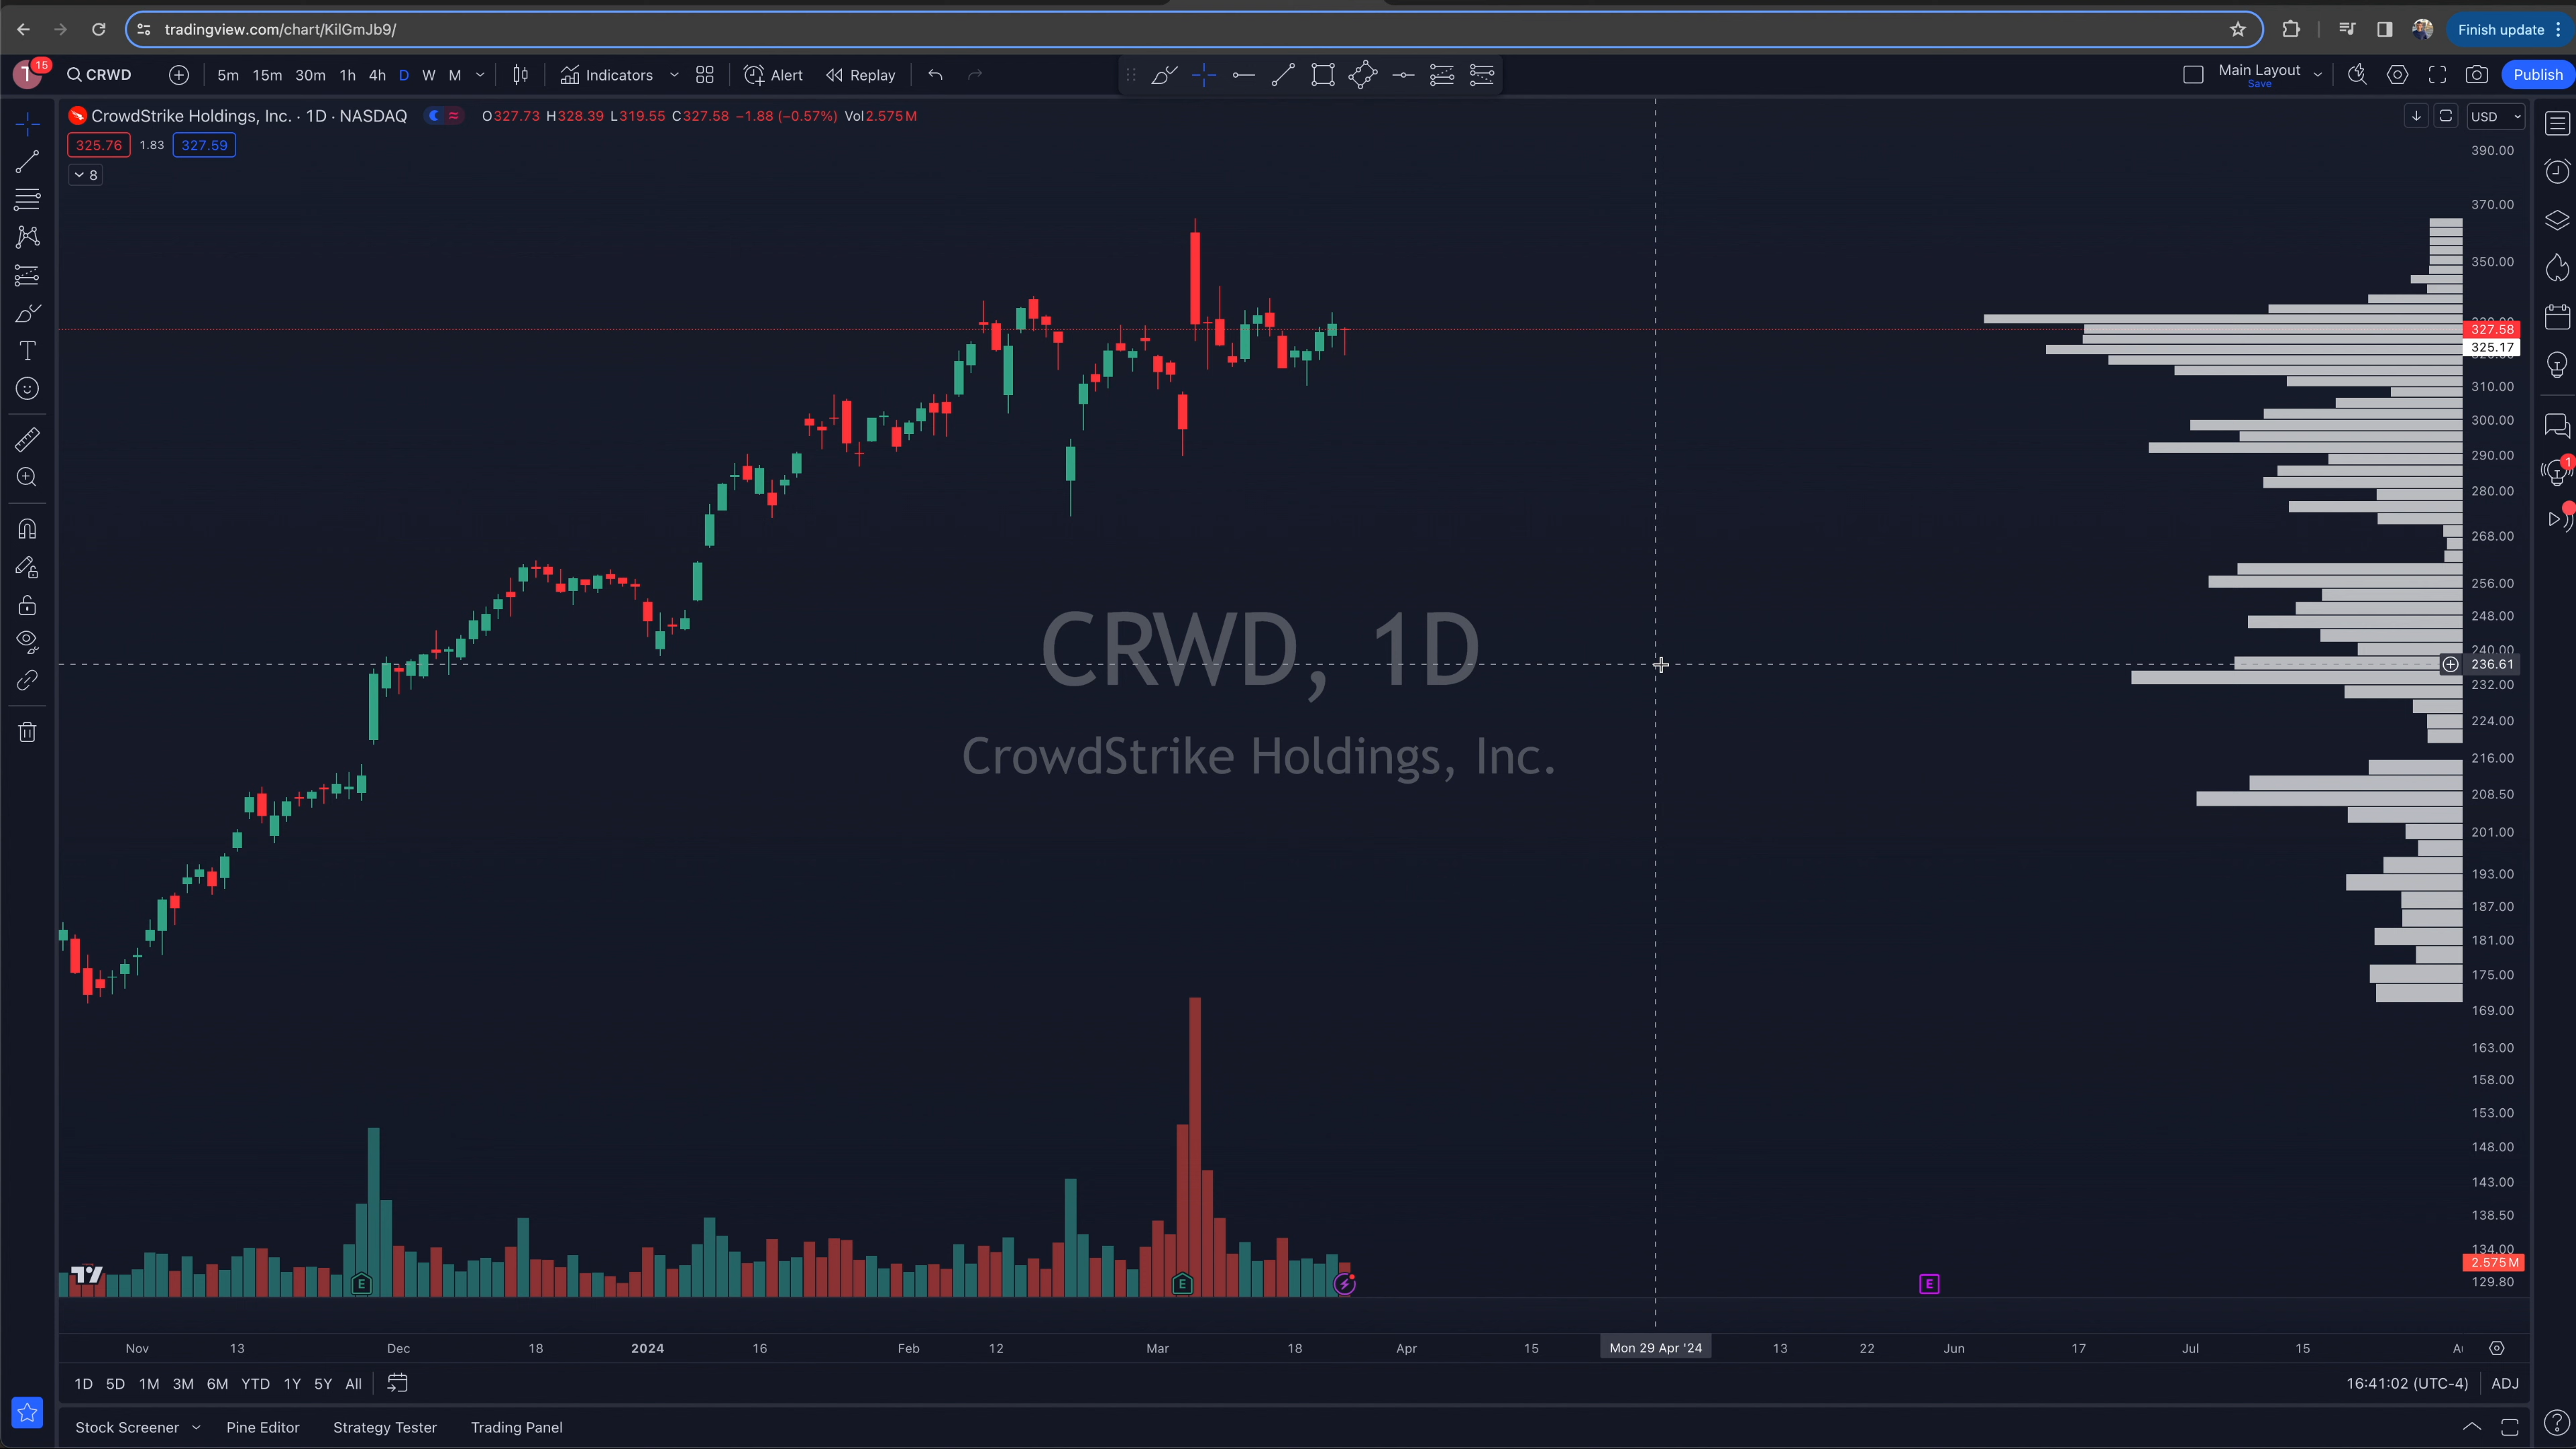 tradingview.com/chart/KilGmJb9/
Finish update
15
CRWD
5m 15m 30m 1h 4h D W M
Indicators
Alert
Replay
Main Layout
Save
Publish
CrowdStrike Holdings, Inc. · 1D · NASDAQ
O327.73 H328.39 L319.55 C327.58 −1.88 (−0.57%) Vol2.575M
USD
325.76 1.83 327.59
8
390.00
370.00
350.00
327.58
325.17
310.00
300.00
290.00
280.00
268.00
256.00
248.00
240.00
236.61
232.00
224.00
216.00
208.50
201.00
193.00
187.00
181.00
175.00
169.00
163.00
158.00
153.00
148.00
143.00
138.50
134.00
2.575M
129.80
1
CRWD, 1D
CrowdStrike Holdings, Inc.
E E E
Nov 13 Dec 18 2024 16 Feb 12 Mar 18 Apr 15 Mon 29 Apr '24 13 22 Jun 17 Jul 15
1D 5D 1M 3M 6M YTD 1Y 5Y All
16:41:02 (UTC-4) ADJ
Stock Screener Pine Editor Strategy Tester Trading Panel